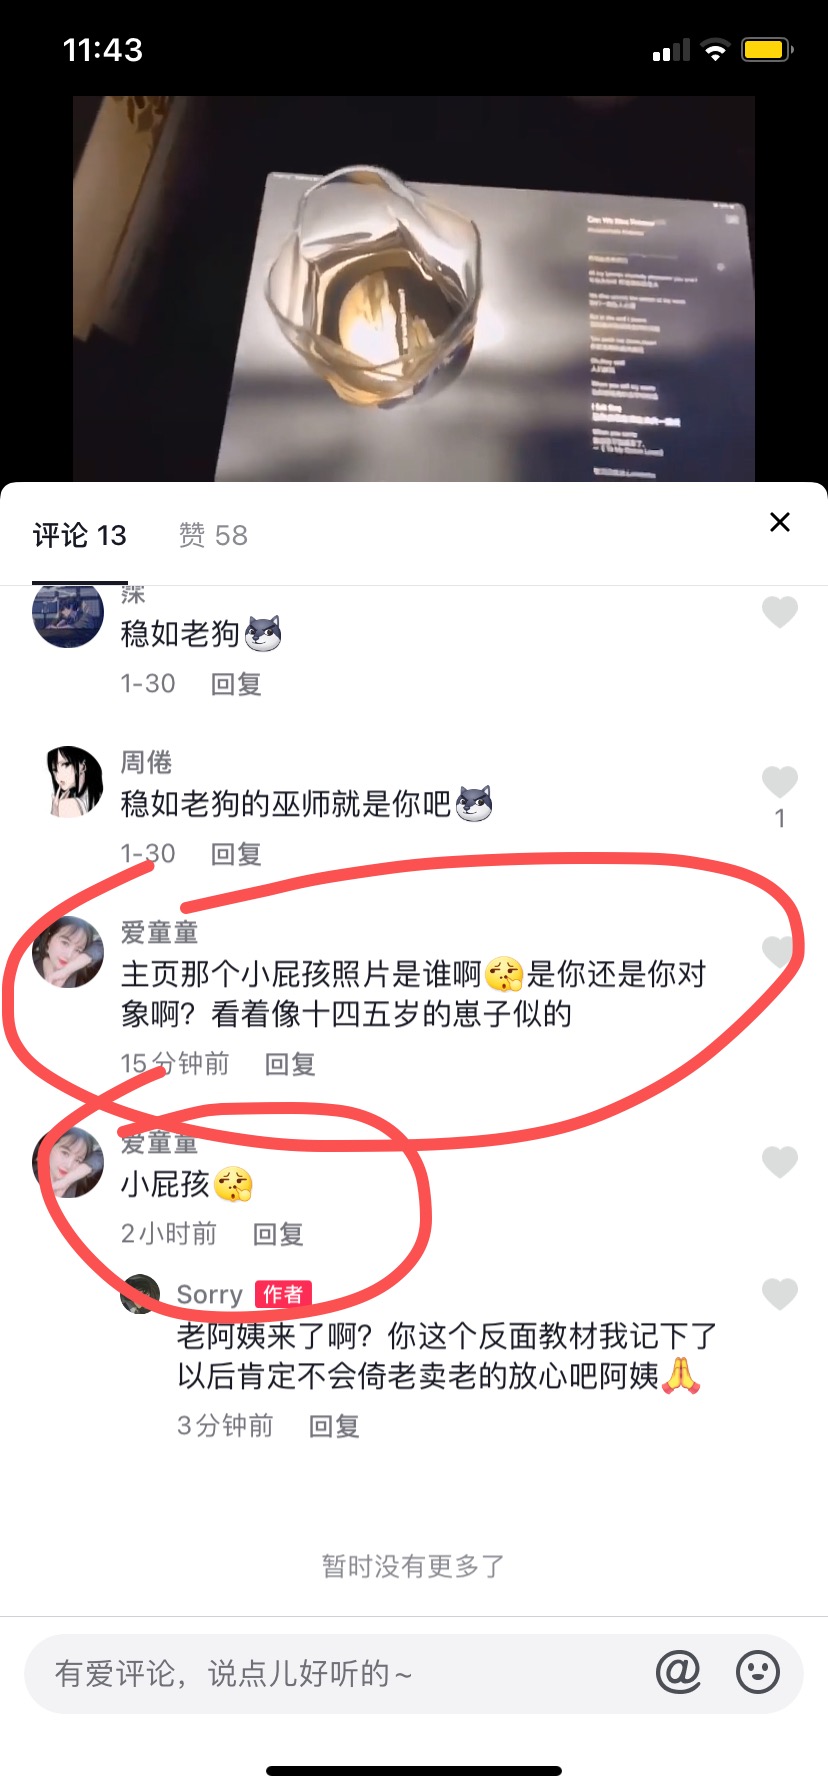 11:43
评论 13
赞 58
稳如老狗
1-30 回复
周倦
稳如老狗的巫师就是你吧
1
1-30 回复
爱童童
主页那个小屁孩照片是谁啊🫢是你还是你对
象啊？看着像十四五岁的崽子似的
15分钟前 回复
爱童童
小屁孩
2小时前 回复
Sorry 作者
老阿姨来了啊？你这个反面教材我记下了
以后肯定不会倚老卖老的放心吧阿姨🙏
3分钟前 回复
暂时没有更多了
有爱评论，说点儿好听的~